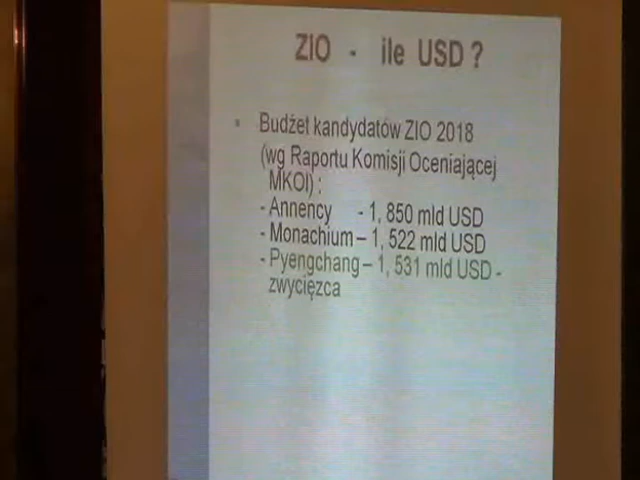 ZIO - ile USD ?
• Budżet kandydatów ZIO 2018
(wg Raportu Komisji Oceniającej
MKOl) :
- Annency - 1, 850 mld USD
- Monachium – 1, 522 mld USD
- Pyengchang – 1, 531 mld USD -
zwycięzca